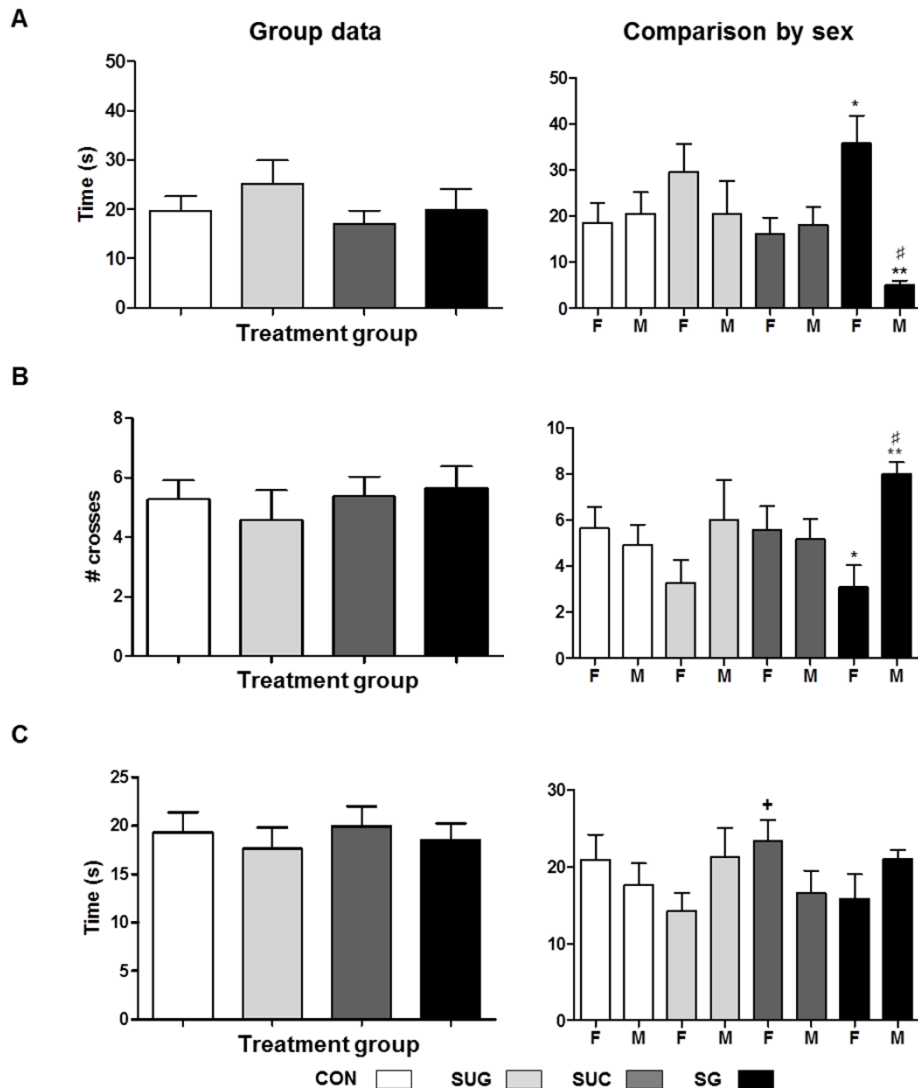 A
Group data
Comparison by sex
Time (s)
50
40
30
20
10
0
Treatment group
50
40
30
20
10
0
*
♯
**
F M F M F M F M
B
# crosses
8
6
4
2
0
Treatment group
10
8
6
4
2
0
*
♯
**
F M F M F M F M
C
Time (s)
25
20
15
10
5
0
Treatment group
30
20
10
0
+
F M F M F M F M
CON SUG SUC SG